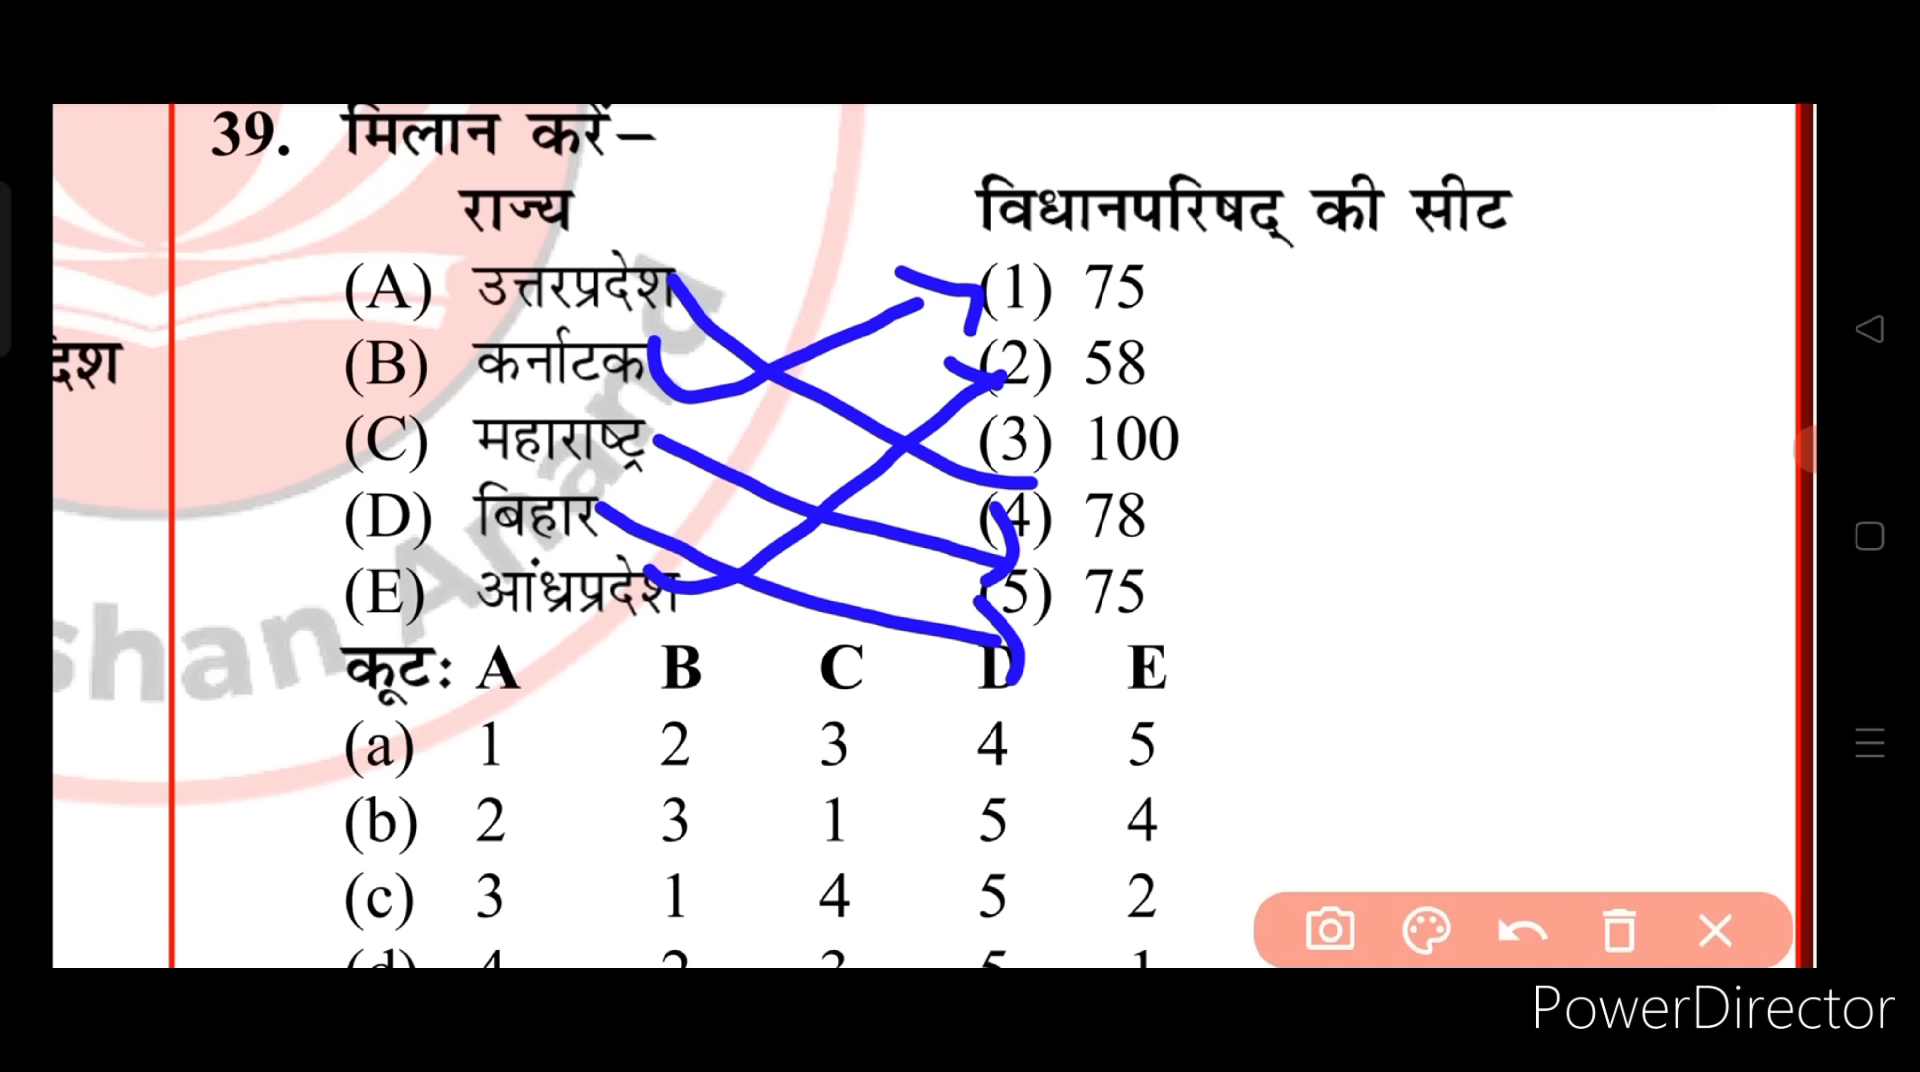 39. मिलान करें–
राज्य विधानपरिषद् की सीट
(A) उत्तरप्रदेश (1) 75
देश (B) कर्नाटक (2) 58
(C) महाराष्ट्र (3) 100
(D) बिहार (4) 78
(E) आंध्रप्रदेश (5) 75
कूटः A B C D E
(a) 1 2 3 4 5
(b) 2 3 1 5 4
(c) 3 1 4 5 2
shan Anand
PowerDirector